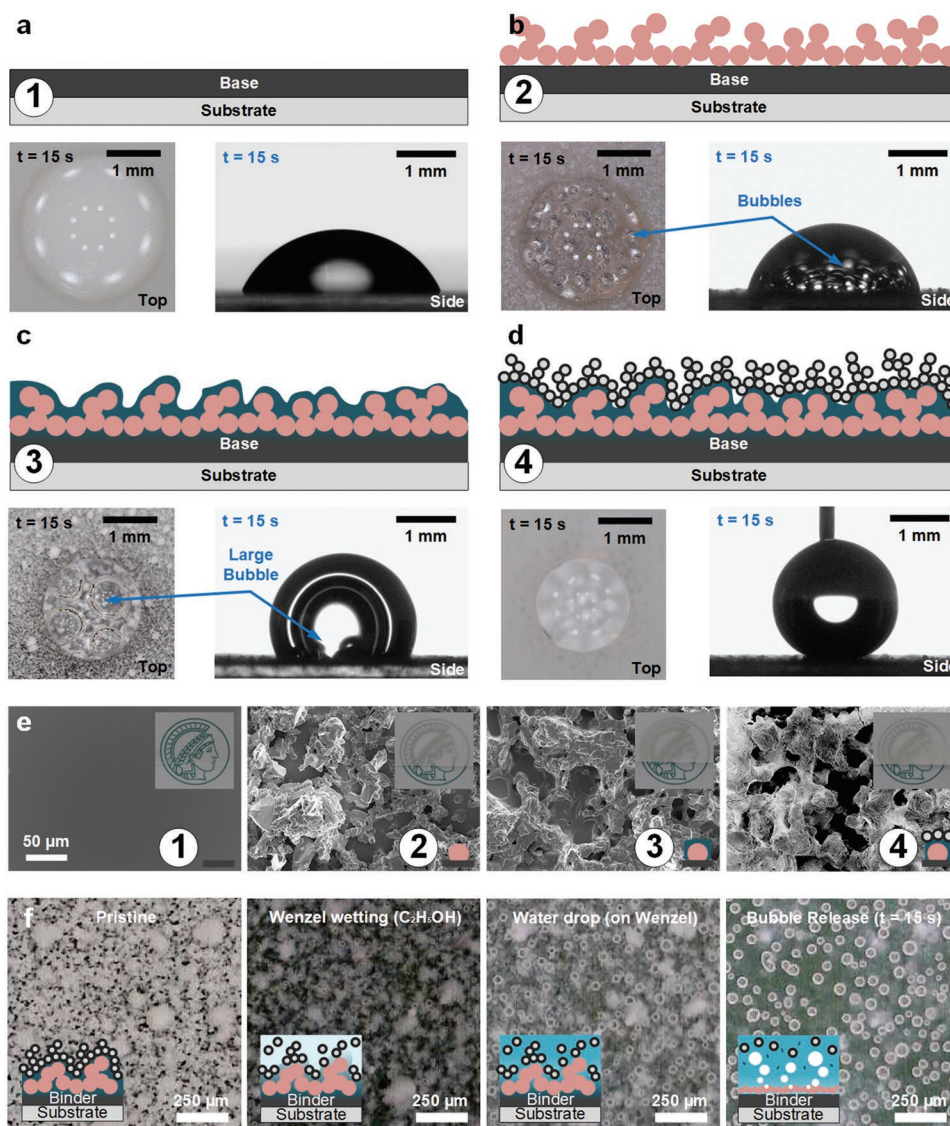 a
Base
1
Substrate
t = 15 s
1 mm
Top
t = 15 s
1 mm
Side
b
Base
2
Substrate
t = 15 s
1 mm
Top
t = 15 s
1 mm
Bubbles
Side
c
Base
3
Substrate
t = 15 s
1 mm
Top
t = 15 s
1 mm
Large
Bubble
Side
d
Base
4
Substrate
t = 15 s
1 mm
Top
t = 15 s
1 mm
Side
e
50 µm
1
2
3
4
f
Pristine
Binder
Substrate
250 µm
Wenzel wetting (C₂H₅OH)
Binder
Substrate
250 µm
Water drop (on Wenzel)
Binder
Substrate
250 µm
Bubble Release (t = 15 s)
Binder
Substrate
250 µm